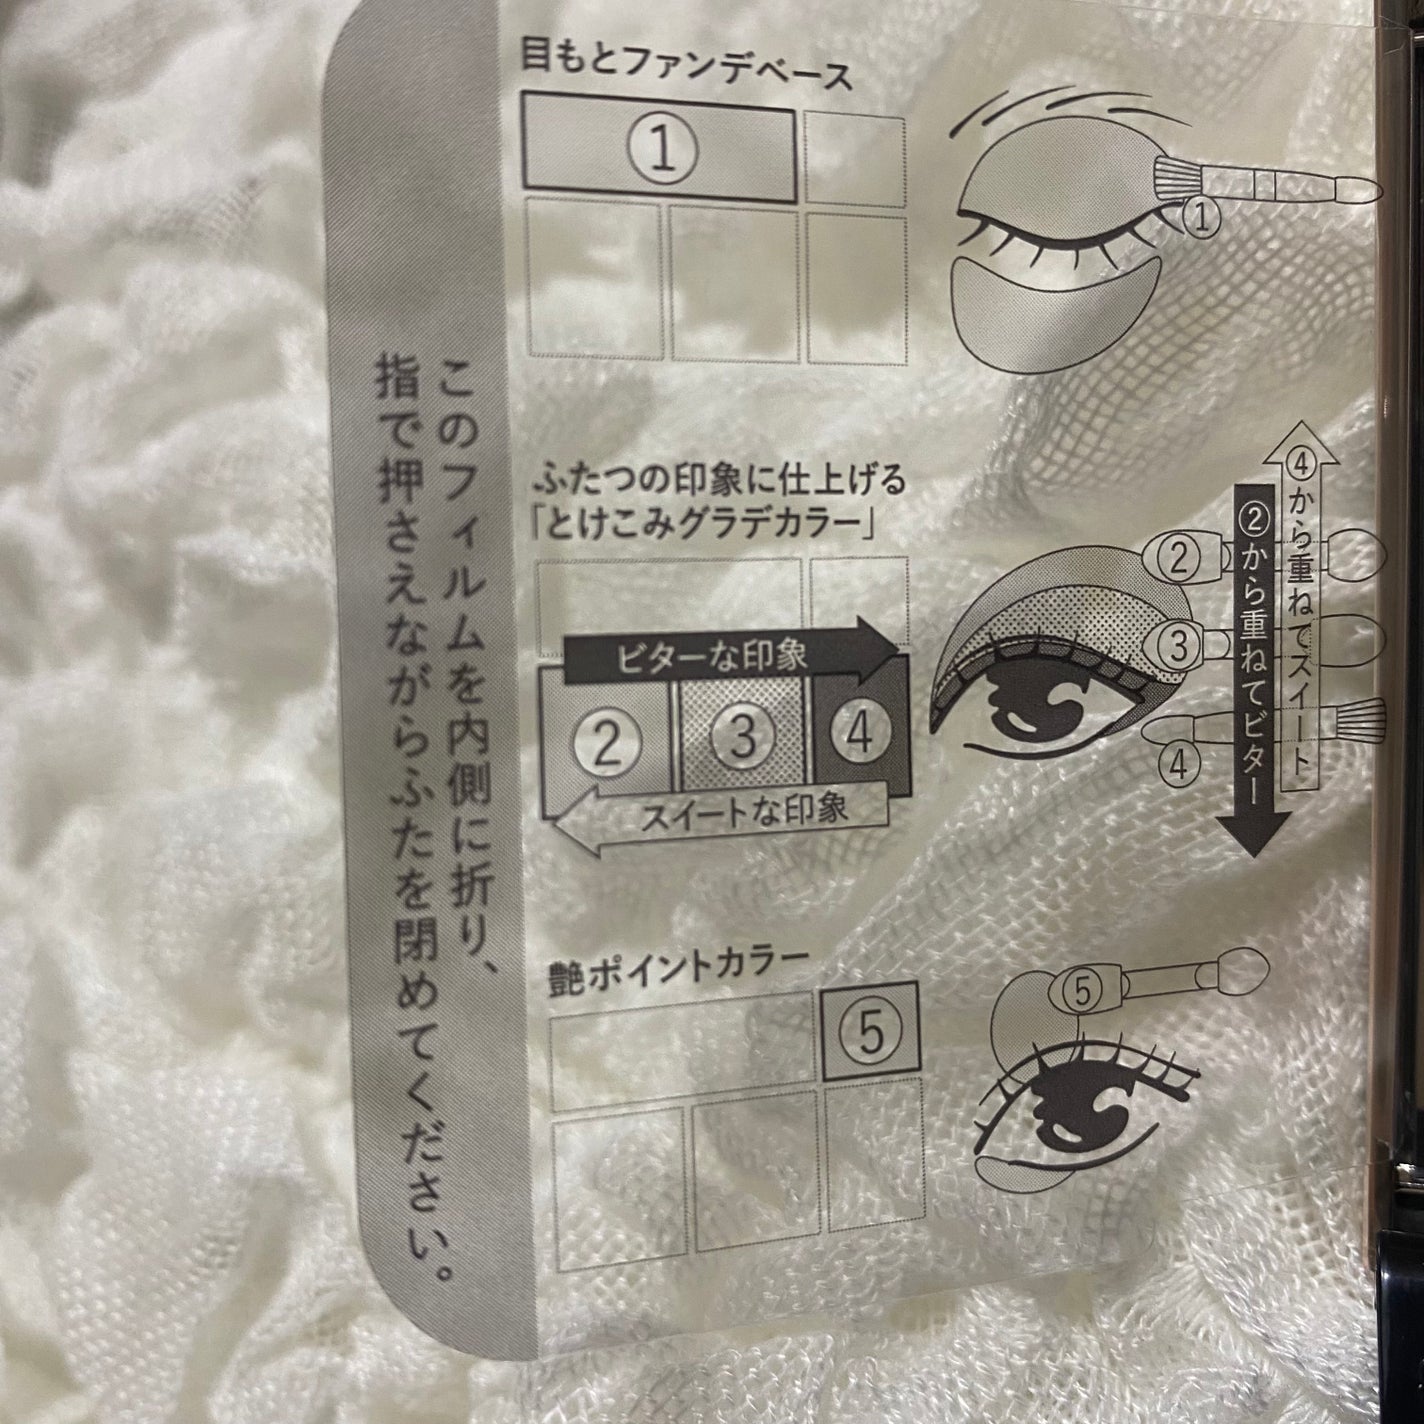 目もとファンデベース
①
①
ふたつの印象に仕上げる
「とけこみグラデカラー」
ビターな印象
②
③
④
スイートな印象
②
③
④
②から重ねてビター
④から重ねてスイート
艶ポイントカラー
⑤
⑤
このフィルムを内側に折り、
指で押さえながらふたを閉めてください。